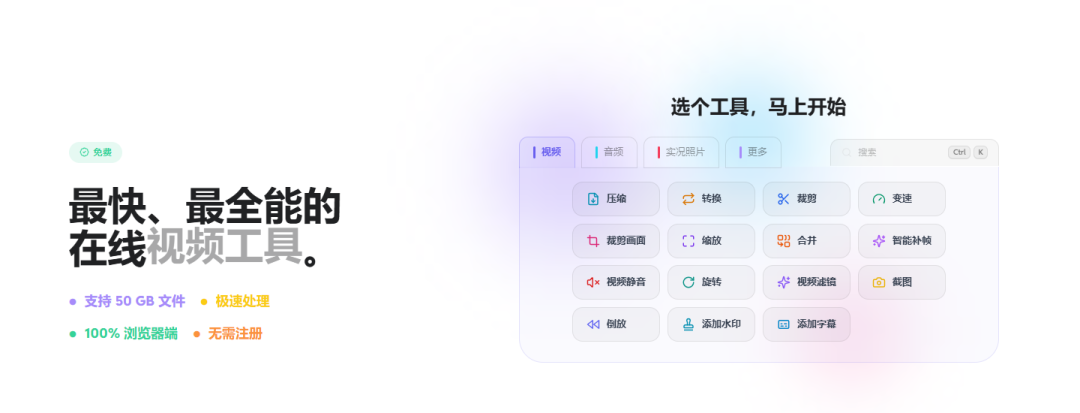 免费
最快、最全能的
在线视频工具。
支持 50 GB 文件
极速处理
100% 浏览器端
无需注册
选个工具，马上开始
视频
音频
实况照片
更多
搜索
Ctrl
K
压缩
转换
裁剪
变速
裁剪画面
缩放
合并
智能补帧
视频静音
旋转
视频滤镜
截图
倒放
添加水印
添加字幕